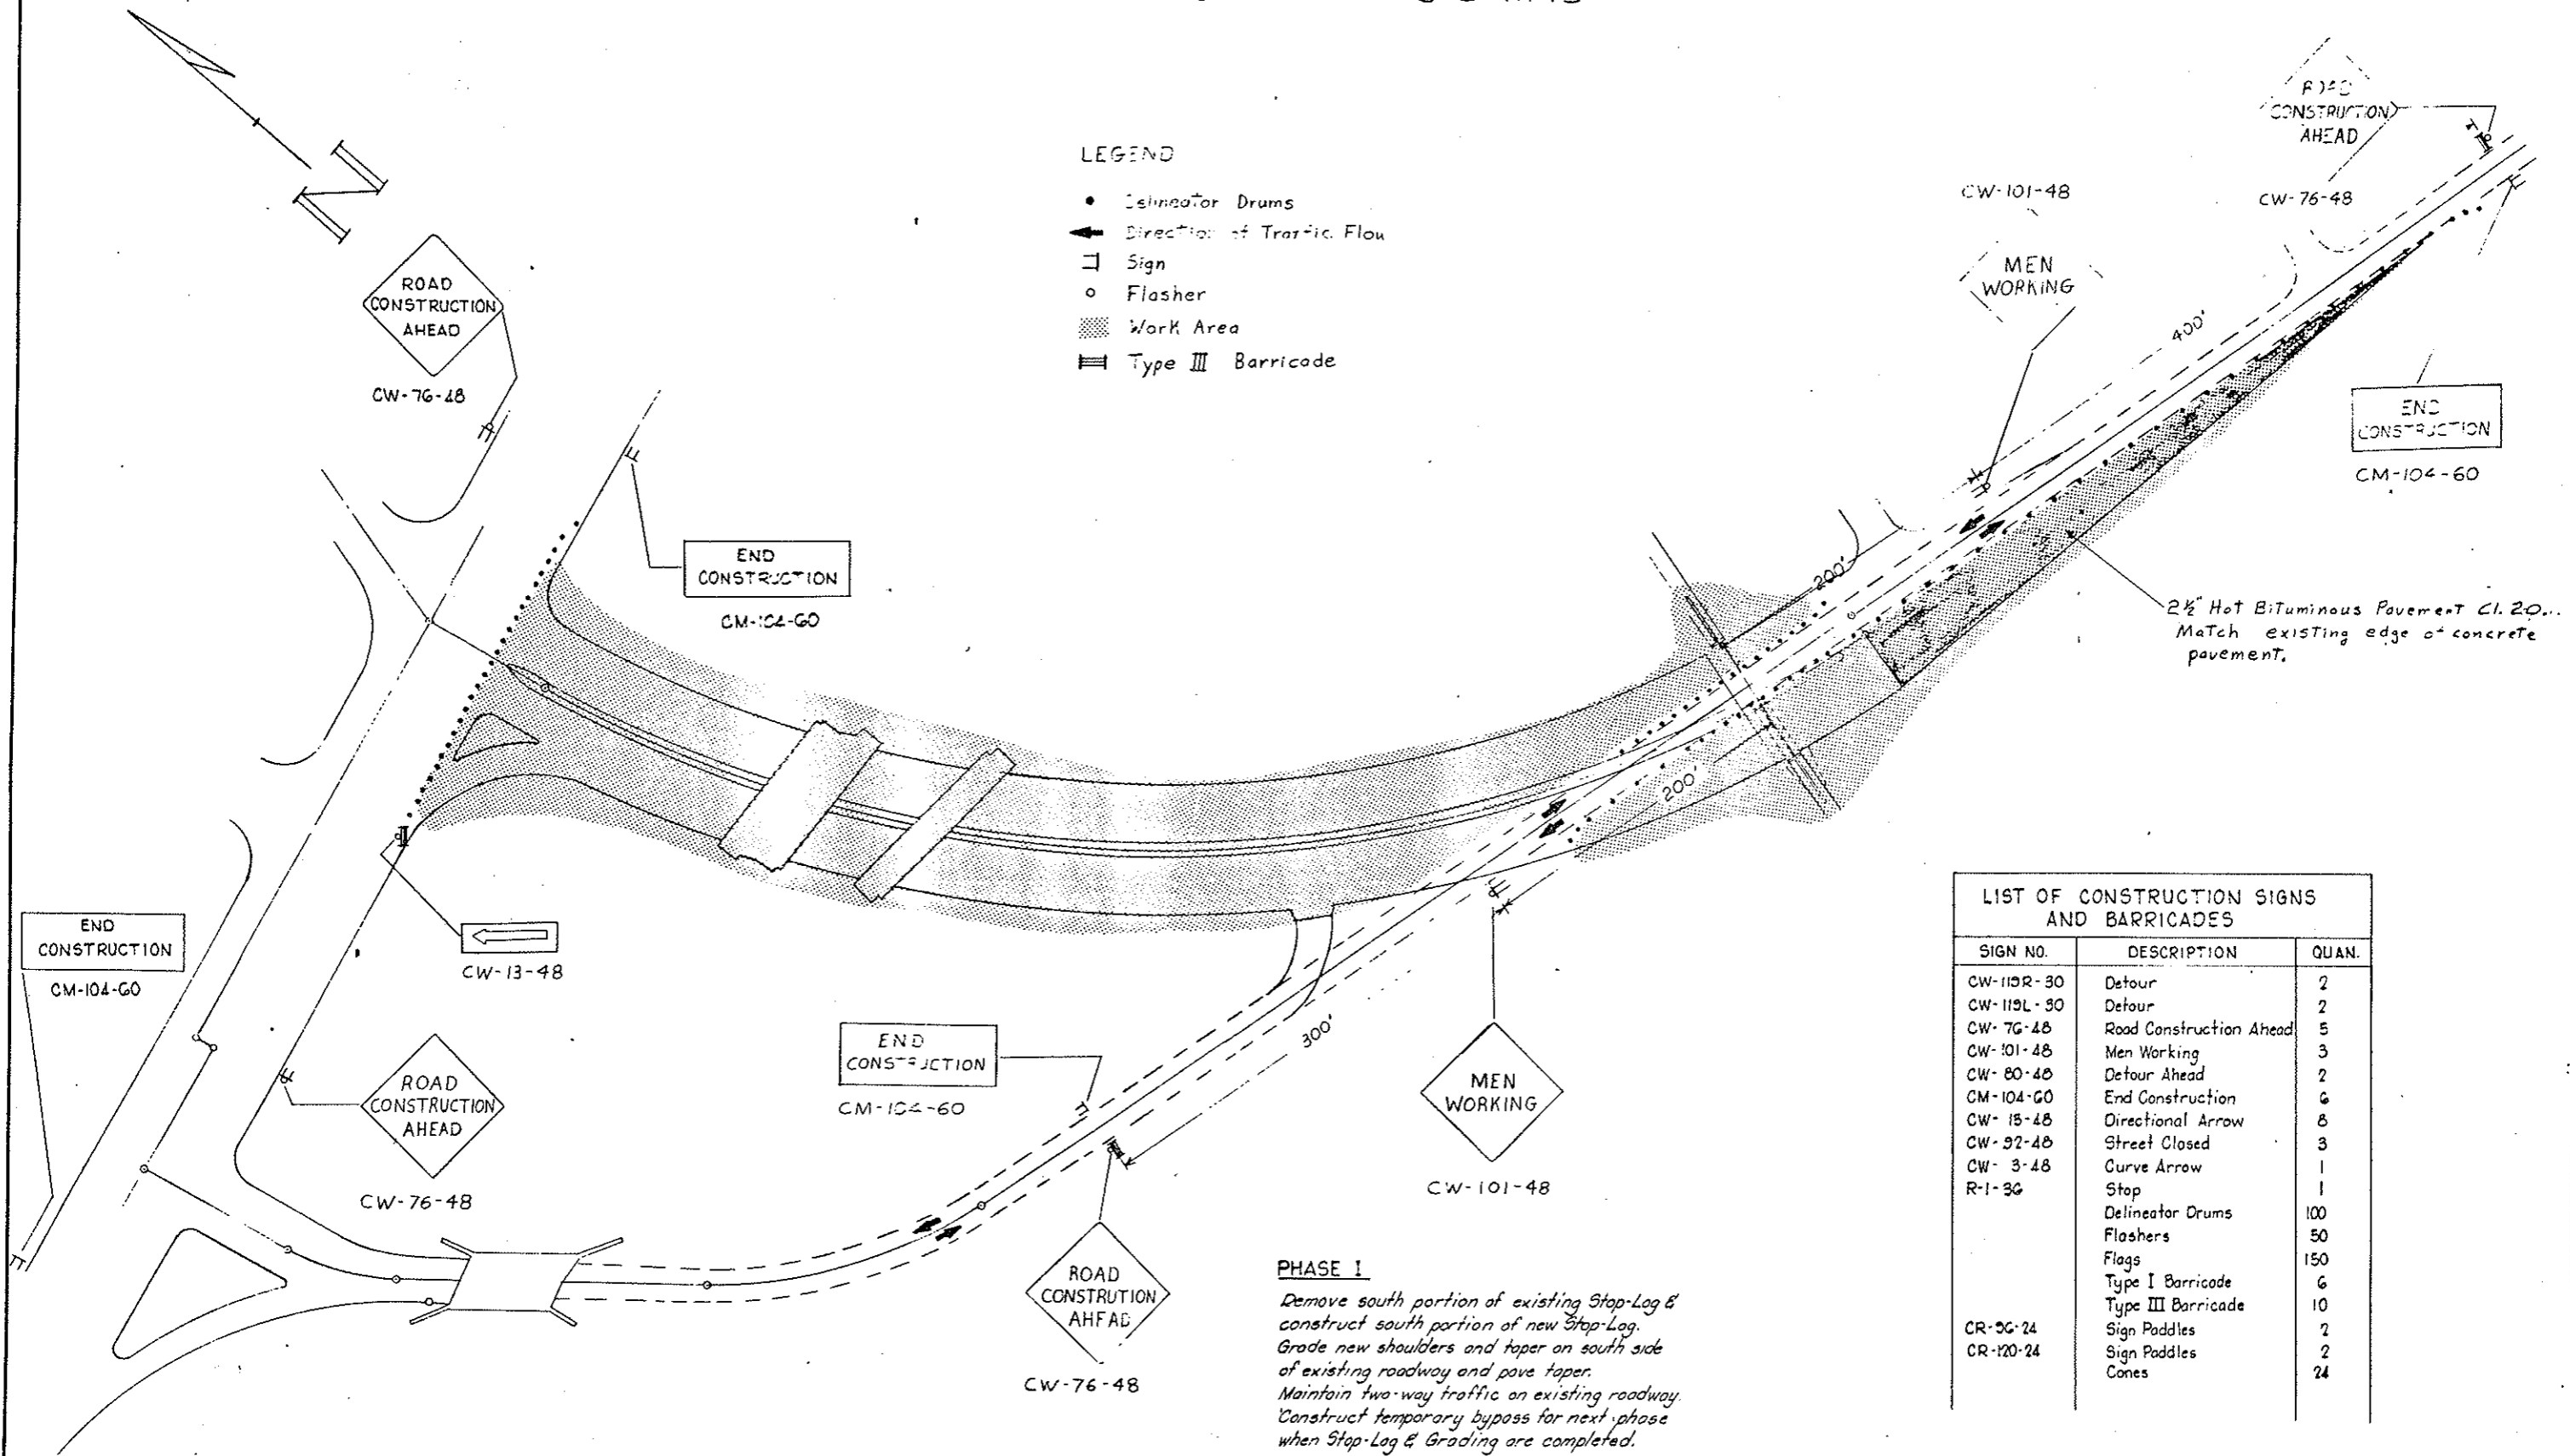 LEGEND
Delineator Drums
Direction of Traffic Flow
Sign
Flasher
Work Area
Type III Barricade
ROAD
CONSTRUCTION
AHEAD
CW-76-48
END
CONSTRUCTION
CM-104-60
CW-101-48
MEN
WORKING
ROAD
CONSTRUCTION
AHEAD
CW-76-48
400'
END
CONSTRUCTION
CM-104-60
200'
2½" Hot Bituminous Pavement Cl. 20...
Match existing edge of concrete
pavement.
200'
CW-13-48
END
CONSTRUCTION
CM-104-60
ROAD
CONSTRUCTION
AHEAD
CW-76-48
END
CONSTRUCTION
CM-104-60
300'
MEN
WORKING
CW-101-48
ROAD
CONSTRUTION
AHEAD
CW-76-48
PHASE I
Remove south portion of existing Stop-Log &
construct south portion of new Stop-Log.
Grade new shoulders and taper on south side
of existing roadway and pave taper.
Maintain two-way traffic on existing roadway.
Construct temporary bypass for next phase
when Stop-Log & Grading are completed.
LIST OF CONSTRUCTION SIGNS
AND BARRICADES
SIGN NO. DESCRIPTION QUAN.
CW-119R-30 Detour 2
CW-119L-30 Detour 2
CW-76-48 Road Construction Ahead 5
CW-101-48 Men Working 3
CW-80-48 Detour Ahead 2
CM-104-60 End Construction 6
CW-15-48 Directional Arrow 8
CW-92-48 Street Closed 3
CW-3-48 Curve Arrow 1
R-1-36 Stop 1
Delineator Drums 100
Flashers 50
Flags 150
Type I Barricade 6
Type III Barricade 10
CR-96-24 Sign Paddles 2
CR-120-24 Sign Paddles 2
Cones 24